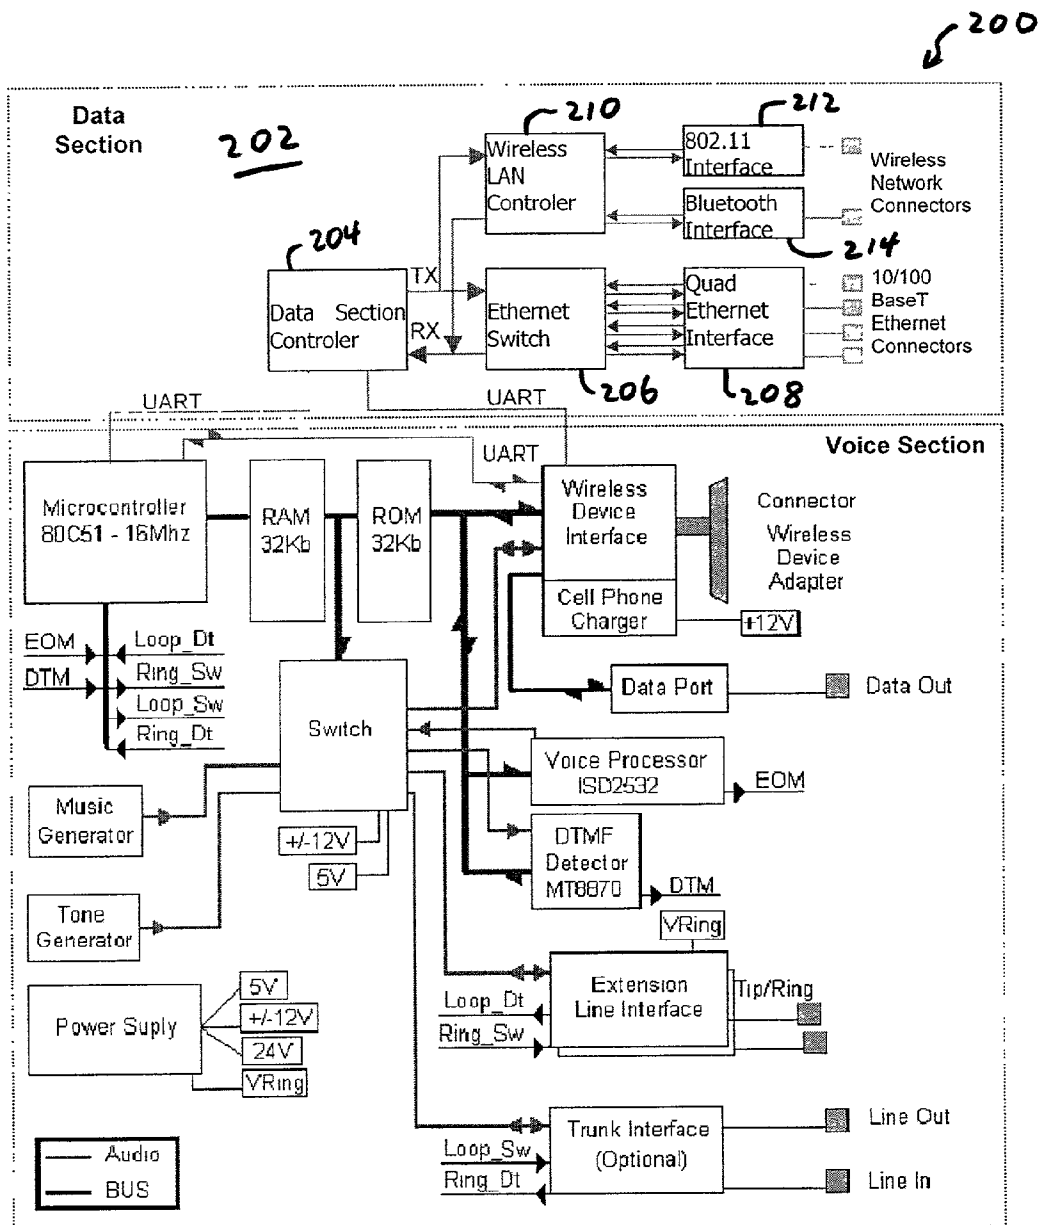 200
Data
Section
202
210
212
Wireless
LAN
Controler
802.11
Interface
Bluetooth
Interface
Wireless
Network
Connectors
214
204
TX
Data Section
Controler
RX
Ethernet
Switch
Quad
Ethernet
Interface
10/100
BaseT
Ethernet
Connectors
206
208
UART
UART
Voice Section
UART
Microcontroller
80C51 - 16Mhz
RAM
32Kb
ROM
32Kb
Wireless
Device
Interface
Connector
Wireless
Device
Adapter
Cell Phone
Charger
+12V
EOM
Loop_Dt
DTM
Ring_Sw
Loop_Sw
Ring_Dt
Switch
Data Port
Data Out
Voice Processor
ISD2532
EOM
Music
Generator
+/-12V
5V
DTMF
Detector
MT8870
DTM
Tone
Generator
VRing
Extension
Line Interface
Tip/Ring
Loop_Dt
Ring_Sw
Power Suply
5V
+/-12V
24V
VRing
Trunk Interface
(Optional)
Line Out
Loop_Sw
Ring_Dt
Line In
Audio
BUS